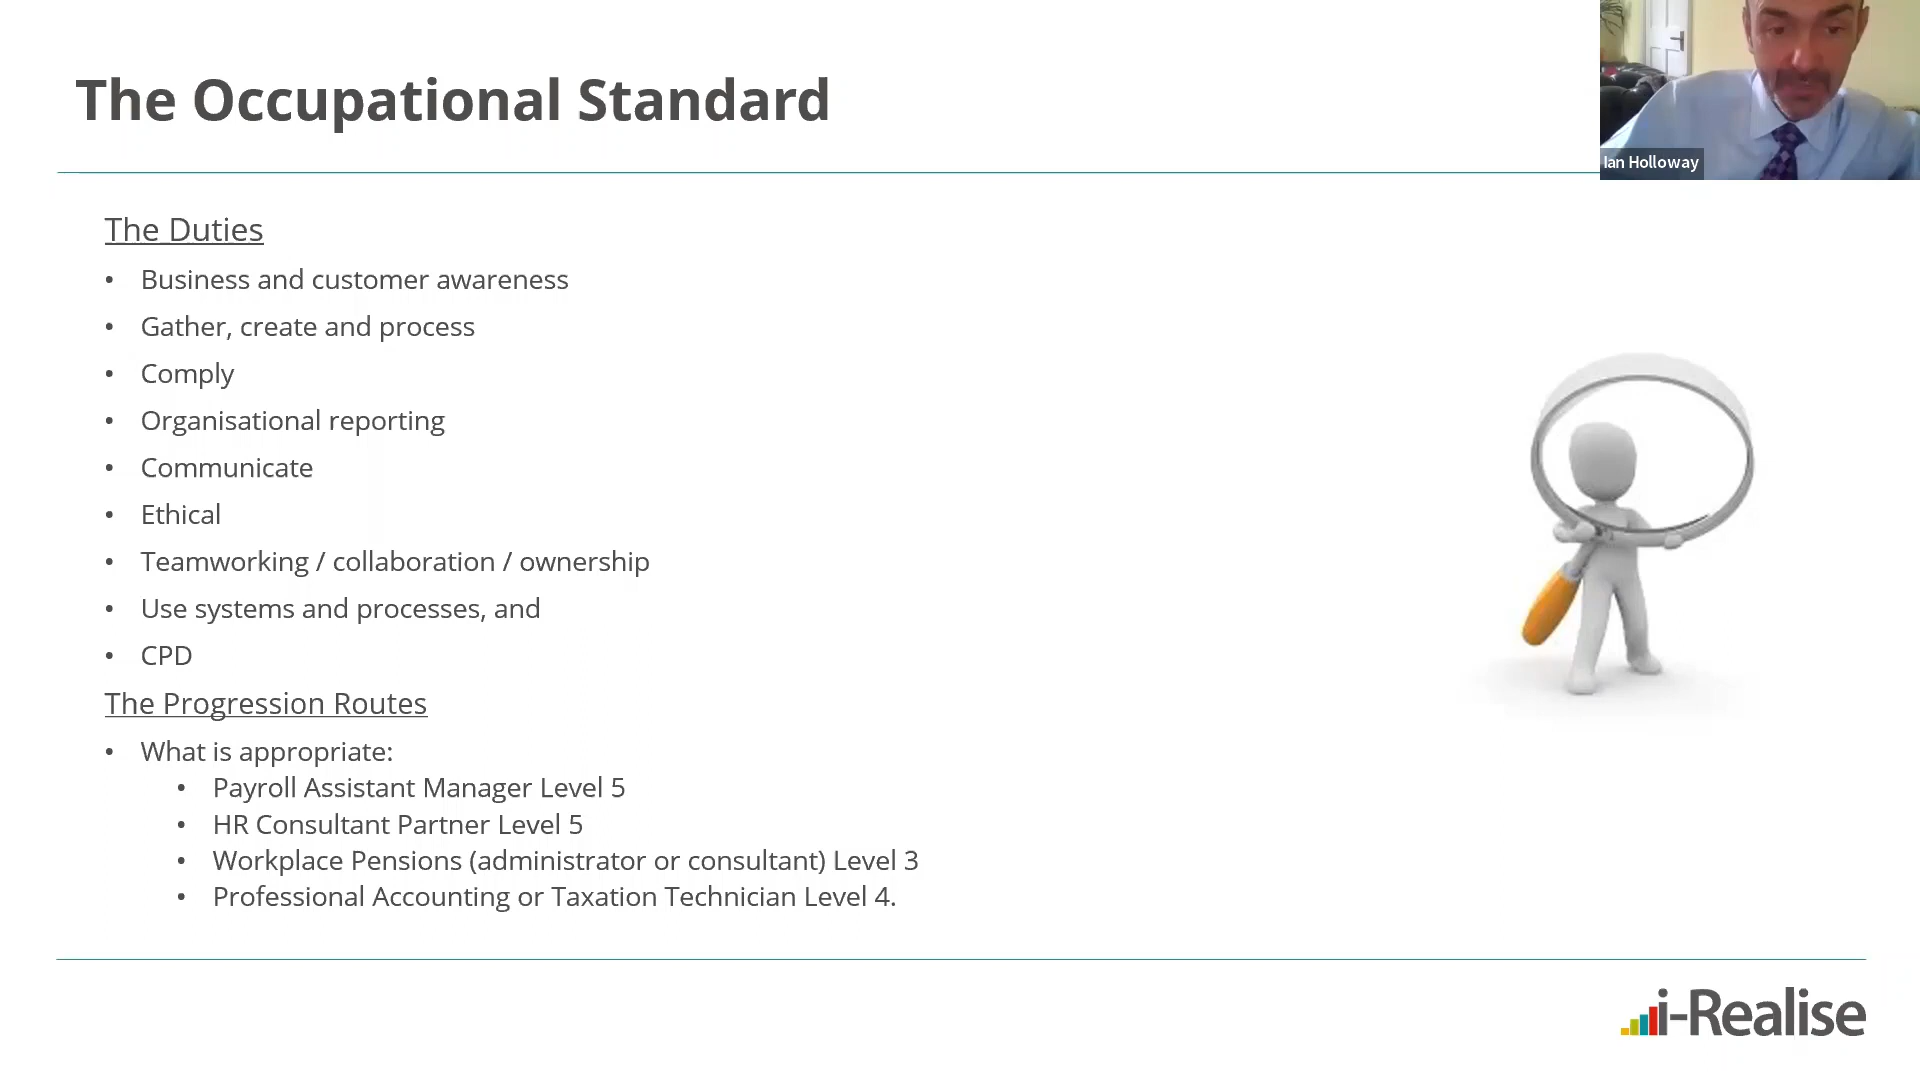 The Occupational Standard
Ian Holloway
The Duties
• Business and customer awareness
• Gather, create and process
• Comply
• Organisational reporting
• Communicate
• Ethical
• Teamworking / collaboration / ownership
• Use systems and processes, and
• CPD
The Progression Routes
• What is appropriate:
• Payroll Assistant Manager Level 5
• HR Consultant Partner Level 5
• Workplace Pensions (administrator or consultant) Level 3
• Professional Accounting or Taxation Technician Level 4.
i-Realise